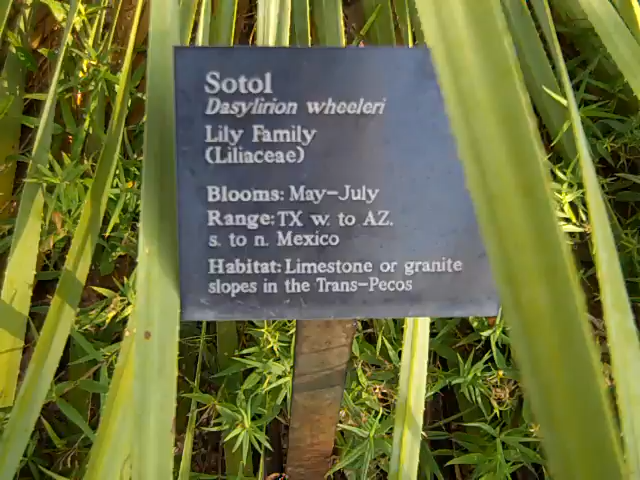 Sotol
Dasylirion wheeleri
Lily Family
(Liliaceae)
Blooms: May-July
Range: TX w. to AZ.
s. to n. Mexico
Habitat: Limestone or granite
slopes in the Trans-Pecos